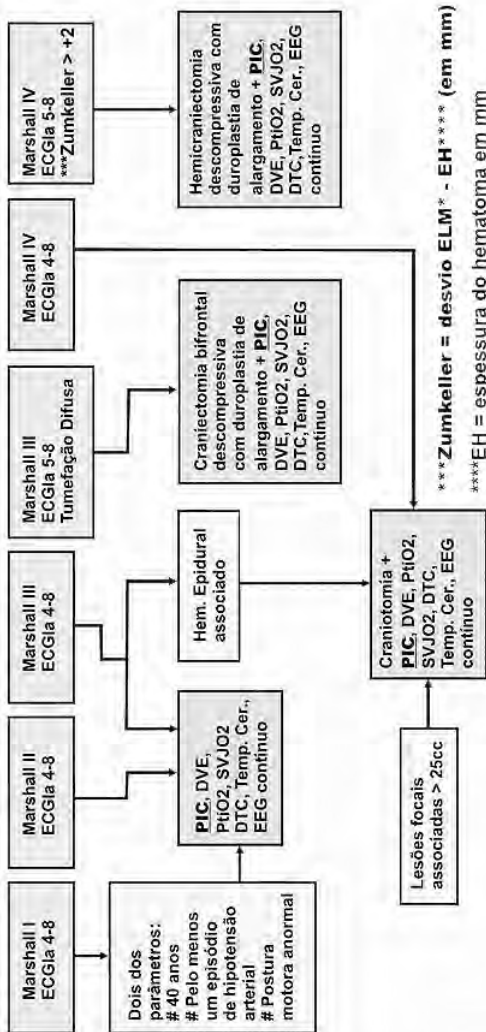 Marshall I
ECGla 4-8
Marshall II
ECGla 4-8
Marshall III
ECGla 4-8
Marshall III
ECGla 5-8
Tumefação Difusa
Marshall IV
ECGla 4-8
Marshall IV
ECGla 5-8
***Zumkeller > +2
Dois dos
parâmetros:
# 40 anos
# Pelo menos
um episódio
de hipotensão
arterial
# Postura
motora anormal
PIC, DVE,
PtiO2, SVJO2
DTC, Temp. Cer.,
EEG continuo
Hem. Epidural
associado
Craniectomia bifrontal
descompressiva
com duroplastia de
alargamento + PIC,
DVE, PtiO2, SVJO2,
DTC,Temp. Cer., EEG
continuo
Hemicraniectomia
descompressiva com
duroplastia de
alargamento + PIC,
DVE, PtiO2, SVJO2,
DTC,Temp. Cer., EEG
continuo
Lesões focais
associadas > 25cc
Craniotomia +
PIC, DVE, PtiO2,
SVJO2, DTC,
Temp. Cer., EEG
continuo
***Zumkeller = desvio ELM* - EH**** (em mm)
****EH = espessura do hematoma em mm